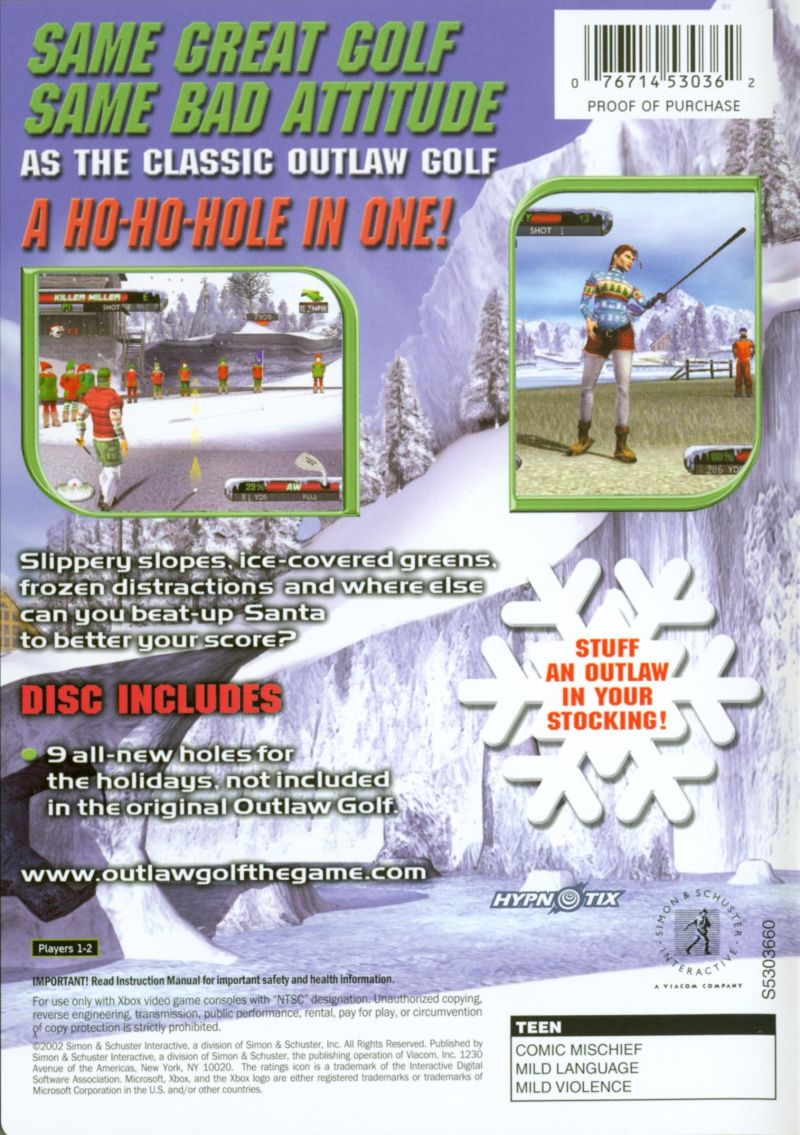 SAME GREAT GOLF
SAME BAD ATTITUDE
AS THE CLASSIC OUTLAW GOLF
A HO-HO-HOLE IN ONE!
0 76714 53036 2
PROOF OF PURCHASE
KILLER MILLER E
SHOT
7 YDS
MPH
29% AW
81 YDS FULL
SHOT 1
100%
206 YDS
Slippery slopes, ice-covered greens,
frozen distractions and where else
can you beat-up Santa
to better your score?
DISC INCLUDES
• 9 all-new holes for
the holidays, not included
in the original Outlaw Golf.
STUFF
AN OUTLAW
IN YOUR
STOCKING!
www.outlawgolfthegame.com
HYPNOTIX
SIMON & SCHUSTER
INTERACTIVE
A VIACOM COMPANY
S5303660
Players 1-2
IMPORTANT! Read Instruction Manual for important safety and health information.
For use only with Xbox video game consoles with "NTSC" designation. Unauthorized copying,
reverse engineering, transmission, public performance, rental, pay for play, or circumvention
of copy protection is strictly prohibited.
©2002 Simon & Schuster Interactive, a division of Simon & Schuster, Inc. All Rights Reserved. Published by
Simon & Schuster Interactive, a division of Simon & Schuster, the publishing operation of Viacom, Inc. 1230
Avenue of the Americas, New York, NY 10020. The ratings icon is a trademark of the Interactive Digital
Software Association. Microsoft, Xbox, and the Xbox logo are either registered trademarks or trademarks of
Microsoft Corporation in the U.S. and/or other countries.
TEEN
COMIC MISCHIEF
MILD LANGUAGE
MILD VIOLENCE